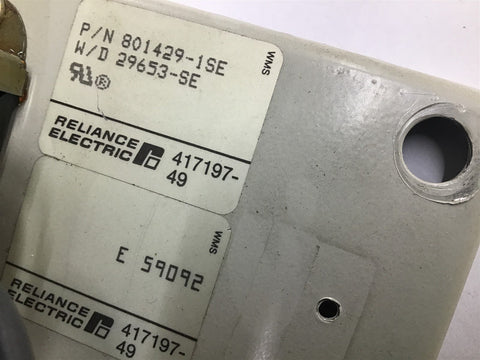 P/N 801429-1SE
W/D 29653-SE
WMS
RELIANCE
ELECTRIC
417197-
49
WMS
E 59092
RELIANCE
ELECTRIC
417197-
49